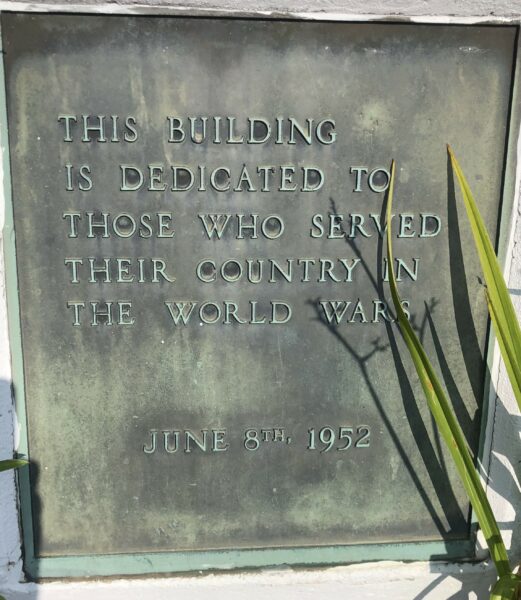 THIS BUILDING
IS DEDICATED TO
THOSE WHO SERVED
THEIR COUNTRY IN
THE WORLD WARS
JUNE 8TH, 1952